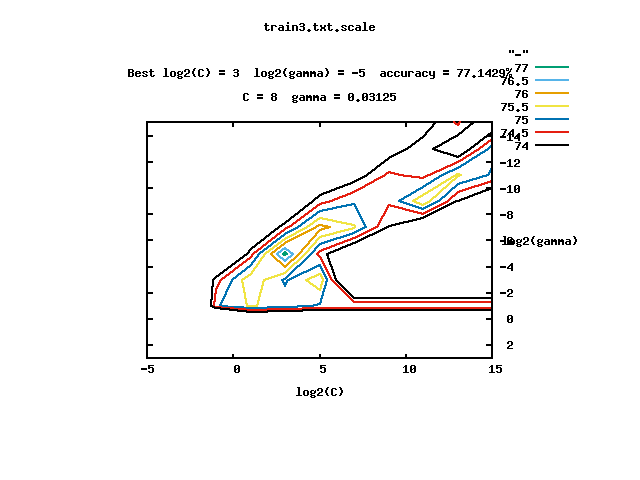 train3.txt.scale
"-"
Best log2(C) = 3 log2(gamma) = -5 accuracy = 77.1429%
77
76.5
C = 8 gamma = 0.03125
76
75.5
75
74.5
74
-14
-12
-10
-8
-6
log2(gamma)
-4
-2
0
2
-5 0 5 10 15
log2(C)